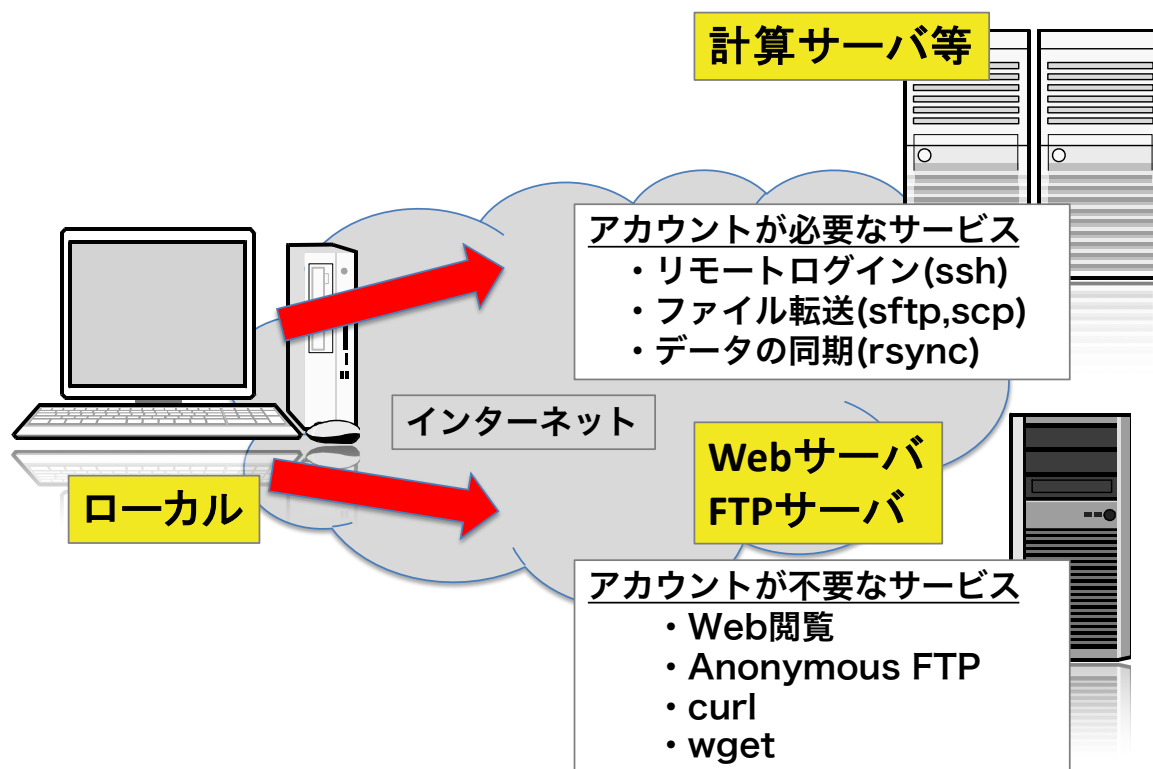 計算サーバ等
アカウントが必要なサービス
・リモートログイン(ssh)
・ファイル転送(sftp,scp)
・データの同期(rsync)
インターネット
ローカル
Webサーバ
FTPサーバ
アカウントが不要なサービス
・Web閲覧
・Anonymous FTP
・curl
・wget